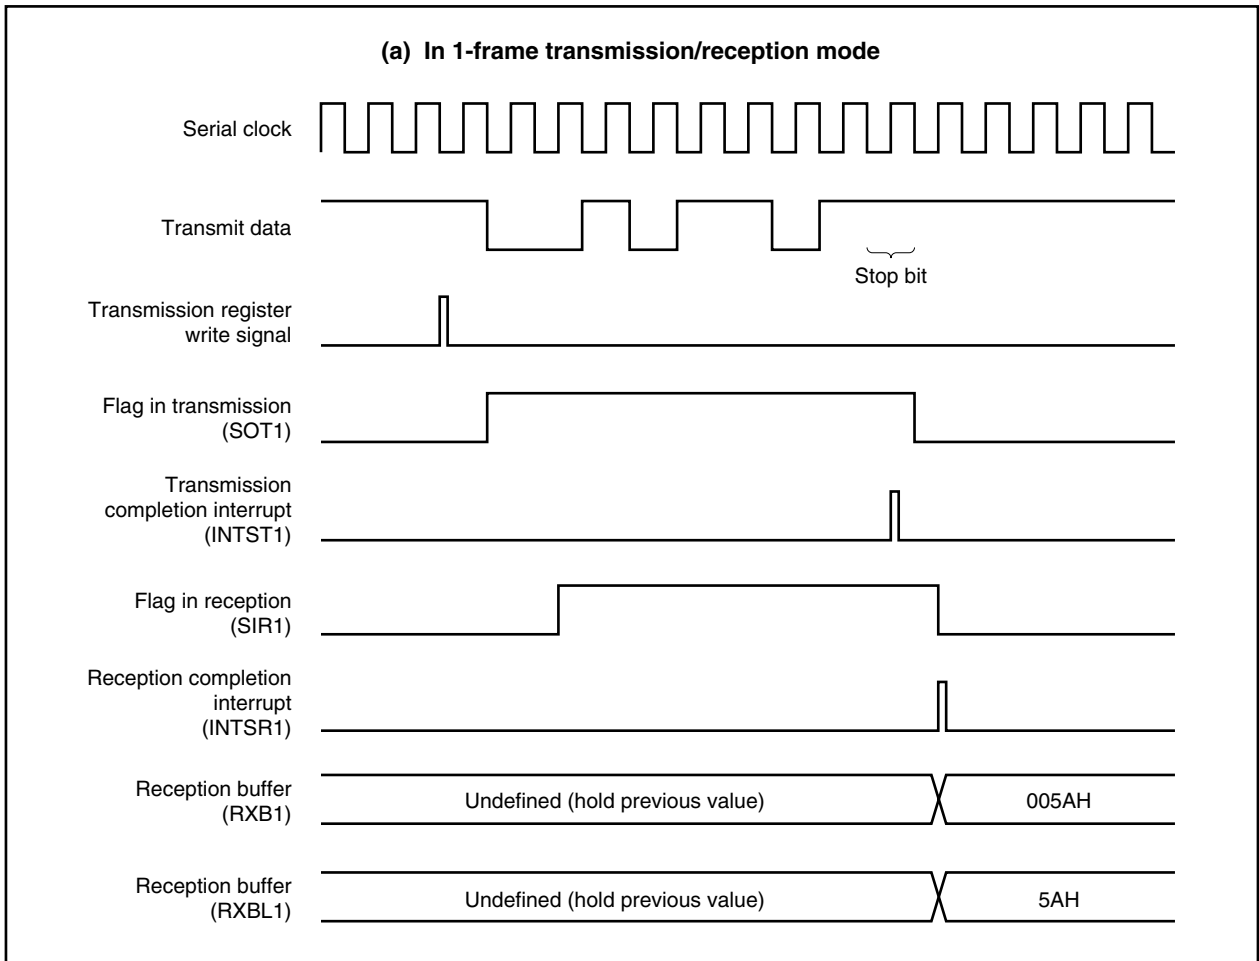 (a) In 1-frame transmission/reception mode
Serial clock
Transmit data
Stop bit
Transmission register
write signal
Flag in transmission
(SOT1)
Transmission
completion interrupt
(INTST1)
Flag in reception
(SIR1)
Reception completion
interrupt
(INTSR1)
Reception buffer
(RXB1)
Undefined (hold previous value)
005AH
Reception buffer
(RXBL1)
Undefined (hold previous value)
5AH